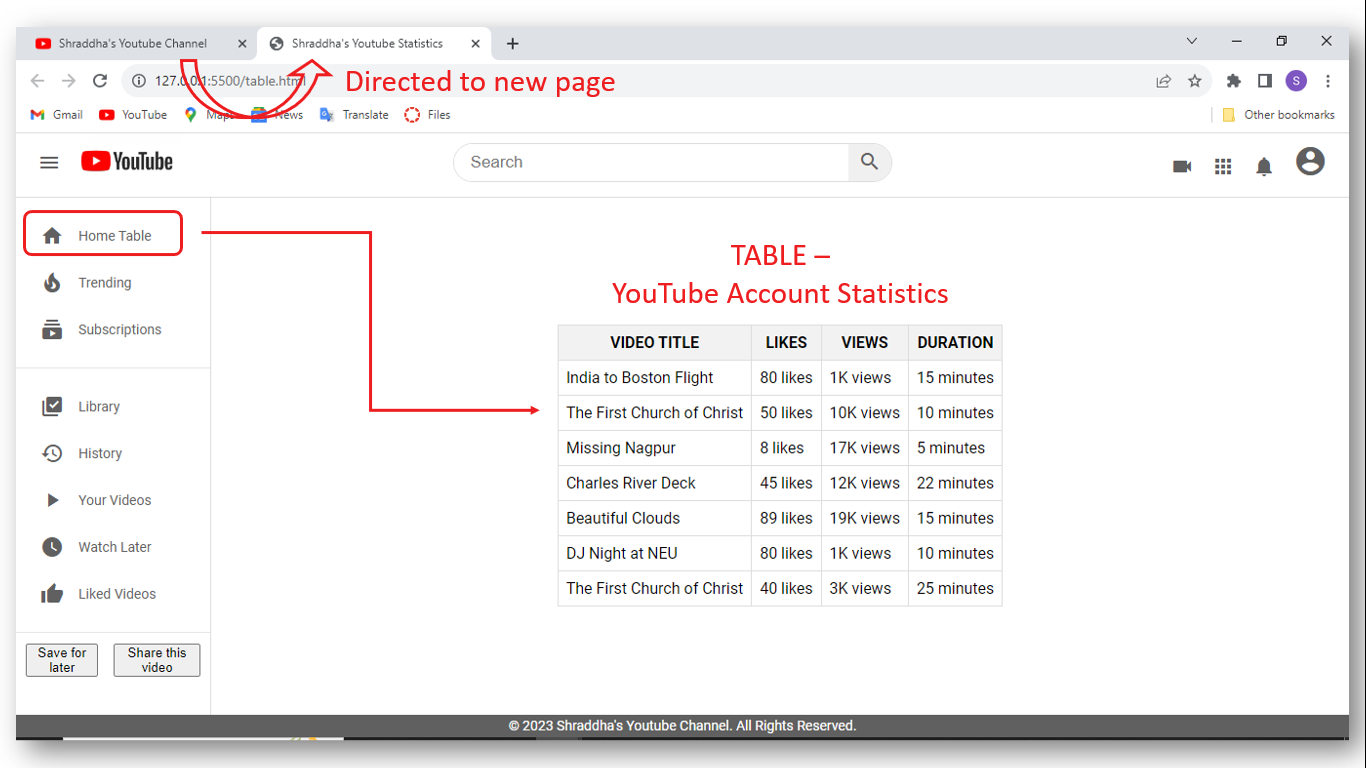 Shraddha's Youtube Channel
Shraddha's Youtube Statistics
127.0.0.1:5500/table.html
Directed to new page
S
Gmail
YouTube
Maps
News
Translate
Files
Other bookmarks
YouTube
Search
Home Table
Trending
Subscriptions
Library
History
Your Videos
Watch Later
Liked Videos
Save for
later
Share this
video
TABLE –
YouTube Account Statistics
VIDEO TITLE LIKES VIEWS DURATION
India to Boston Flight 80 likes 1K views 15 minutes
The First Church of Christ 50 likes 10K views 10 minutes
Missing Nagpur 8 likes 17K views 5 minutes
Charles River Deck 45 likes 12K views 22 minutes
Beautiful Clouds 89 likes 19K views 15 minutes
DJ Night at NEU 80 likes 1K views 10 minutes
The First Church of Christ 40 likes 3K views 25 minutes
© 2023 Shraddha's Youtube Channel. All Rights Reserved.